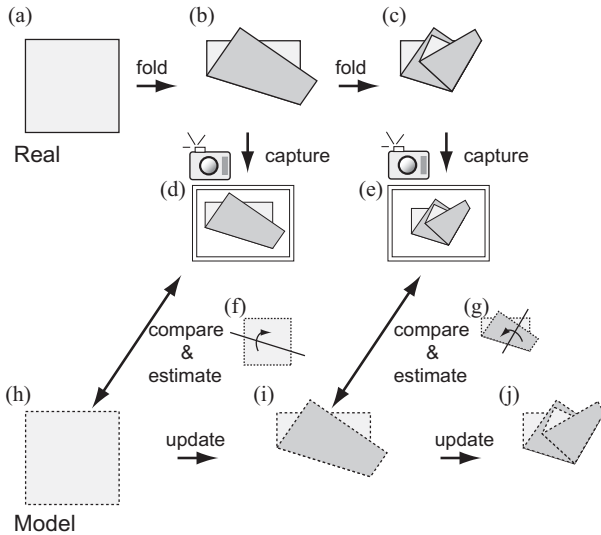 (a)
(b)
(c)
fold
fold
Real
capture
capture
(d)
(e)
(f)
(g)
compare
&
estimate
compare
&
estimate
(h)
(i)
(j)
update
update
Model